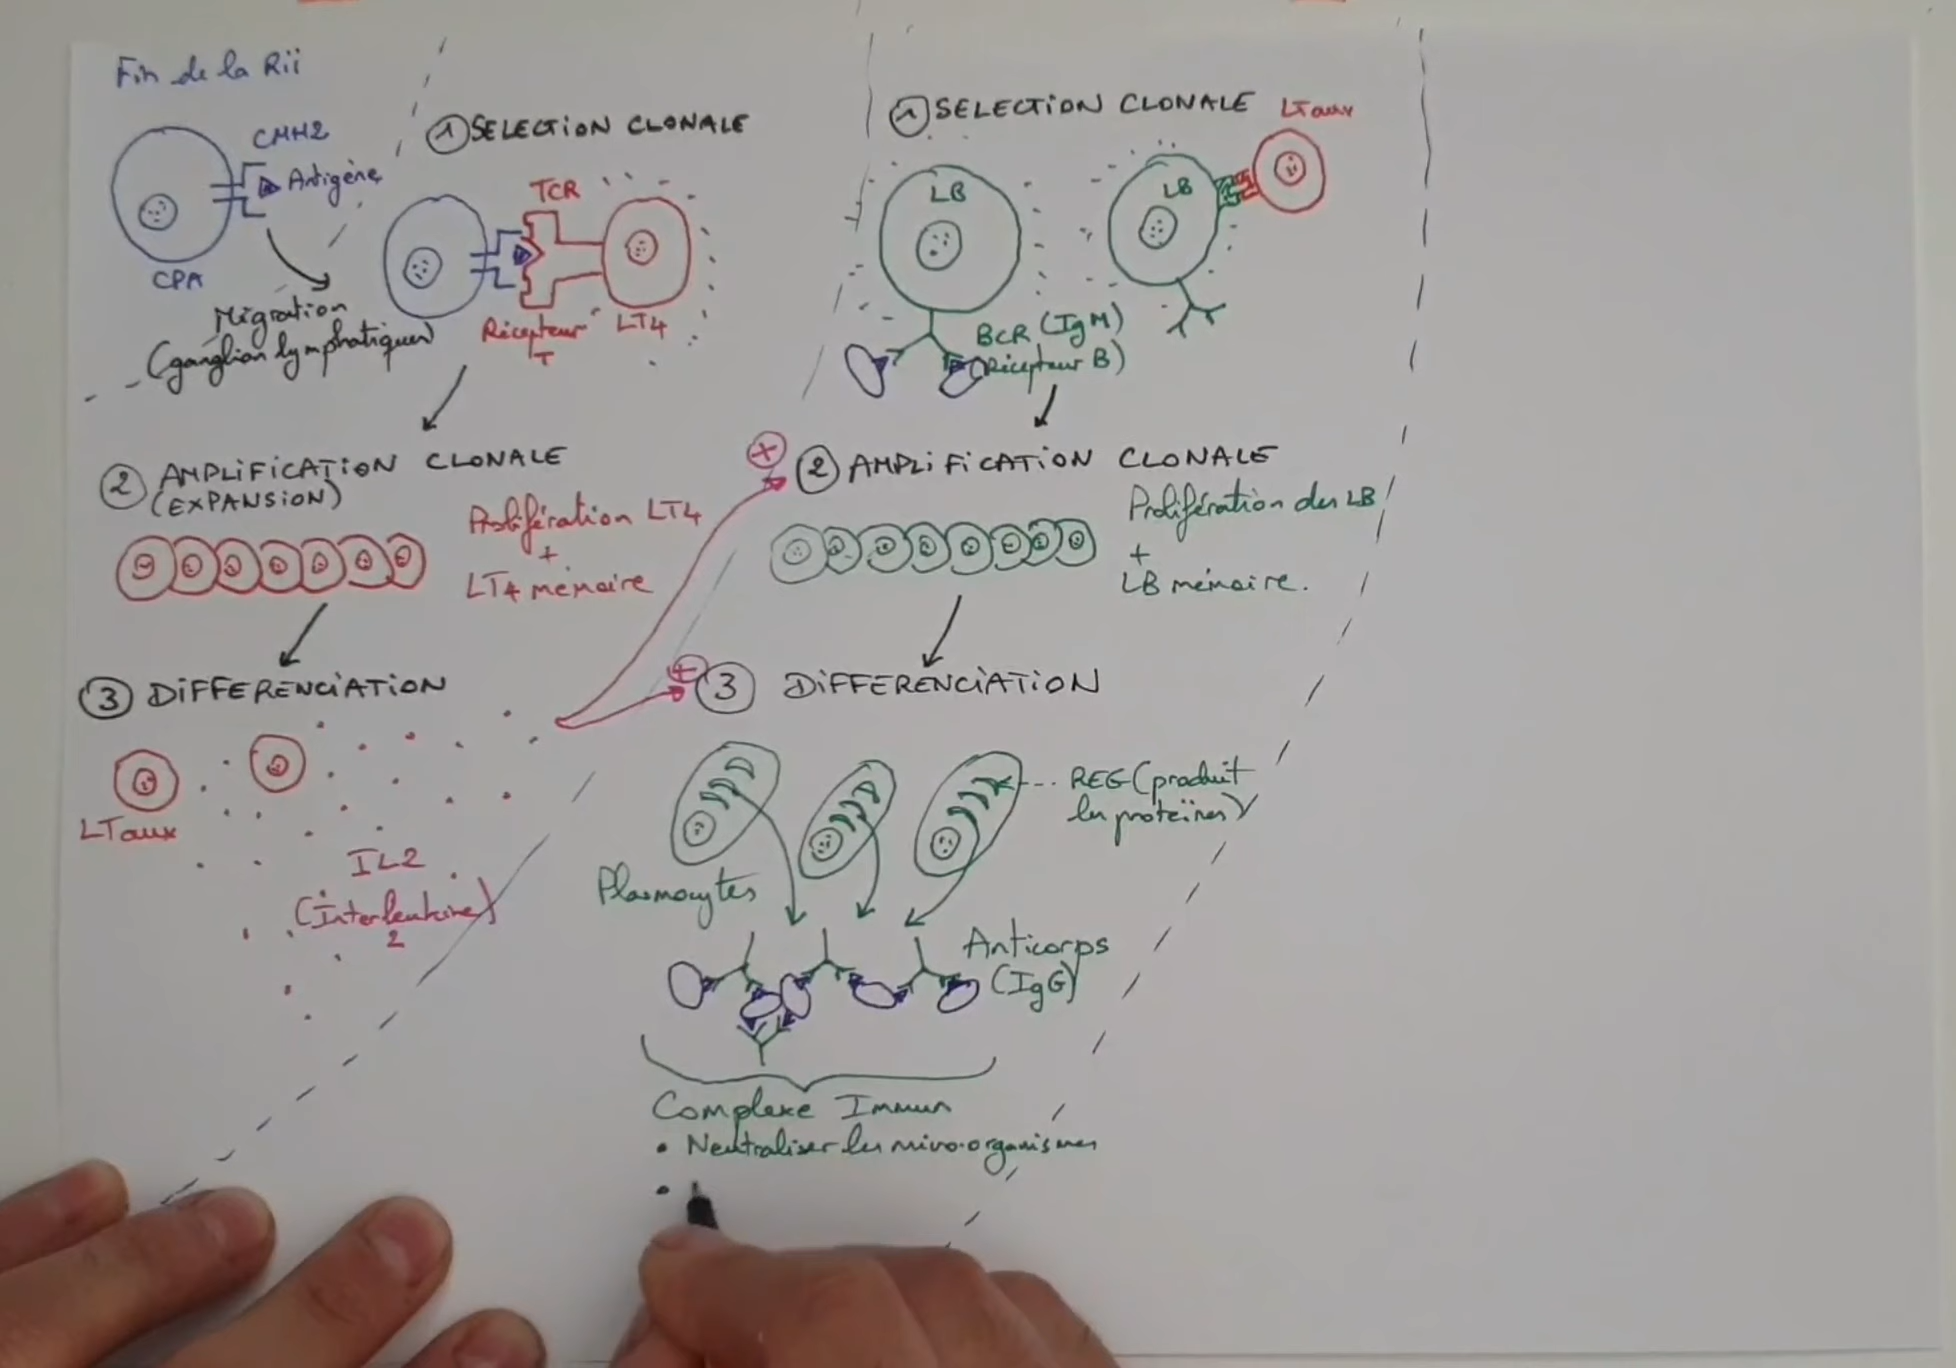 Fin de la Rii
CMH2
Antigène
CPA
Migration
(ganglion lymphatique)
① SELECTION CLONALE
TCR
Récepteur
T
LT4
② AMPLIFICATION CLONALE
(EXPANSION)
Prolifération LT4
+
LT4 mémoire
③ DIFFERENCIATION
LTaux
IL2
(Interleukine)
2
① SELECTION CLONALE
LTaux
LB
LB
BCR (IgM)
(Récepteur B)
+
② AMPLIFICATION CLONALE
Prolifération des LB
+
LB mémoire.
+
③ DIFFERENCIATION
REG (produit
les protéïnes)
Plasmocytes
Anticorps
(IgG)
Complexe Immun
• Neutraliser les micro-organismes
•